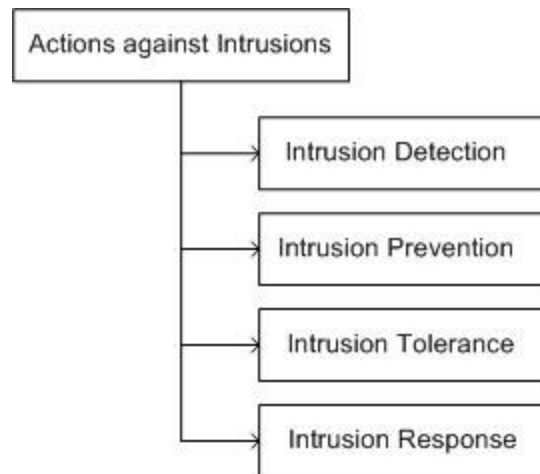 Actions against Intrusions
Intrusion Detection
Intrusion Prevention
Intrusion Tolerance
Intrusion Response